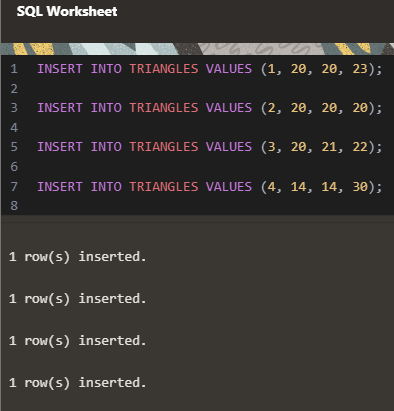 SQL Worksheet
1 INSERT INTO TRIANGLES VALUES (1, 20, 20, 23);
2
3 INSERT INTO TRIANGLES VALUES (2, 20, 20, 20);
4
5 INSERT INTO TRIANGLES VALUES (3, 20, 21, 22);
6
7 INSERT INTO TRIANGLES VALUES (4, 14, 14, 30);
8
1 row(s) inserted.
1 row(s) inserted.
1 row(s) inserted.
1 row(s) inserted.